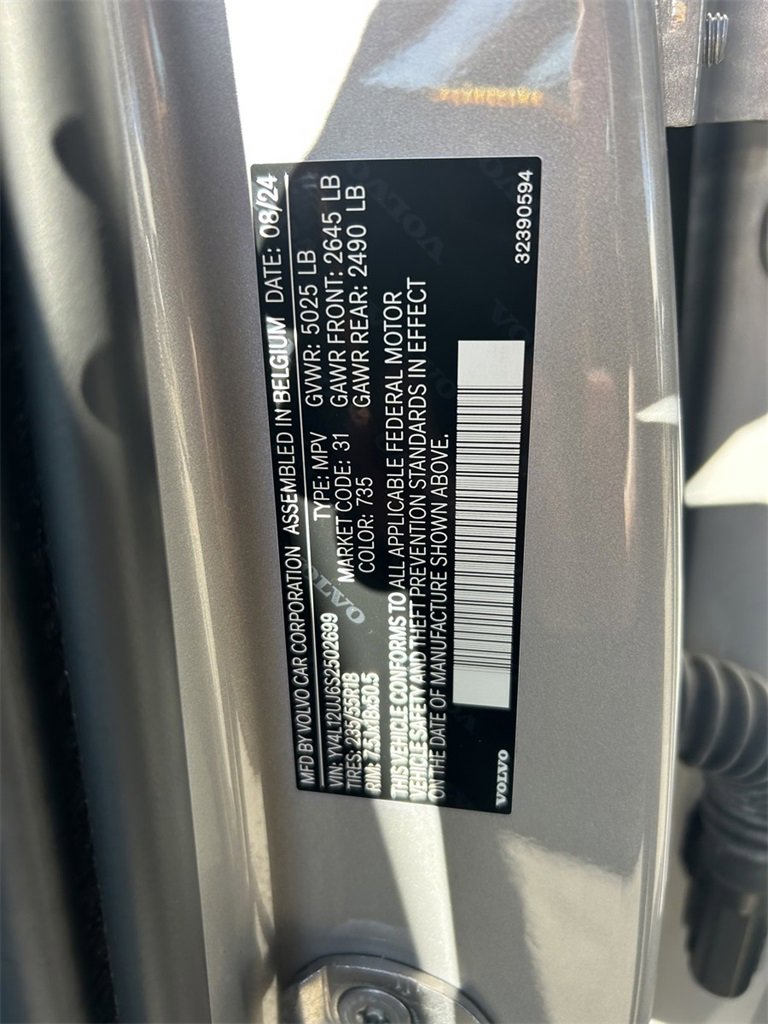 MFD BY VOLVO CAR CORPORATION ASSEMBLED IN BELGIUM DATE: 08/24
VIN: YV4L12UJ6S2502699 TYPE: MPV GVWR: 5025 LB
TIRES: 235/55R18 MARKET CODE: 31 GAWR FRONT: 2645 LB
RIM: 7.5Jx18x50.5 COLOR: 735 GAWR REAR: 2490 LB
THIS VEHICLE CONFORMS TO ALL APPLICABLE FEDERAL MOTOR
VEHICLE SAFETY AND THEFT PREVENTION STANDARDS IN EFFECT
ON THE DATE OF MANUFACTURE SHOWN ABOVE.
VOLVO 32390594
VOLVO
VOLVO
VOLVO